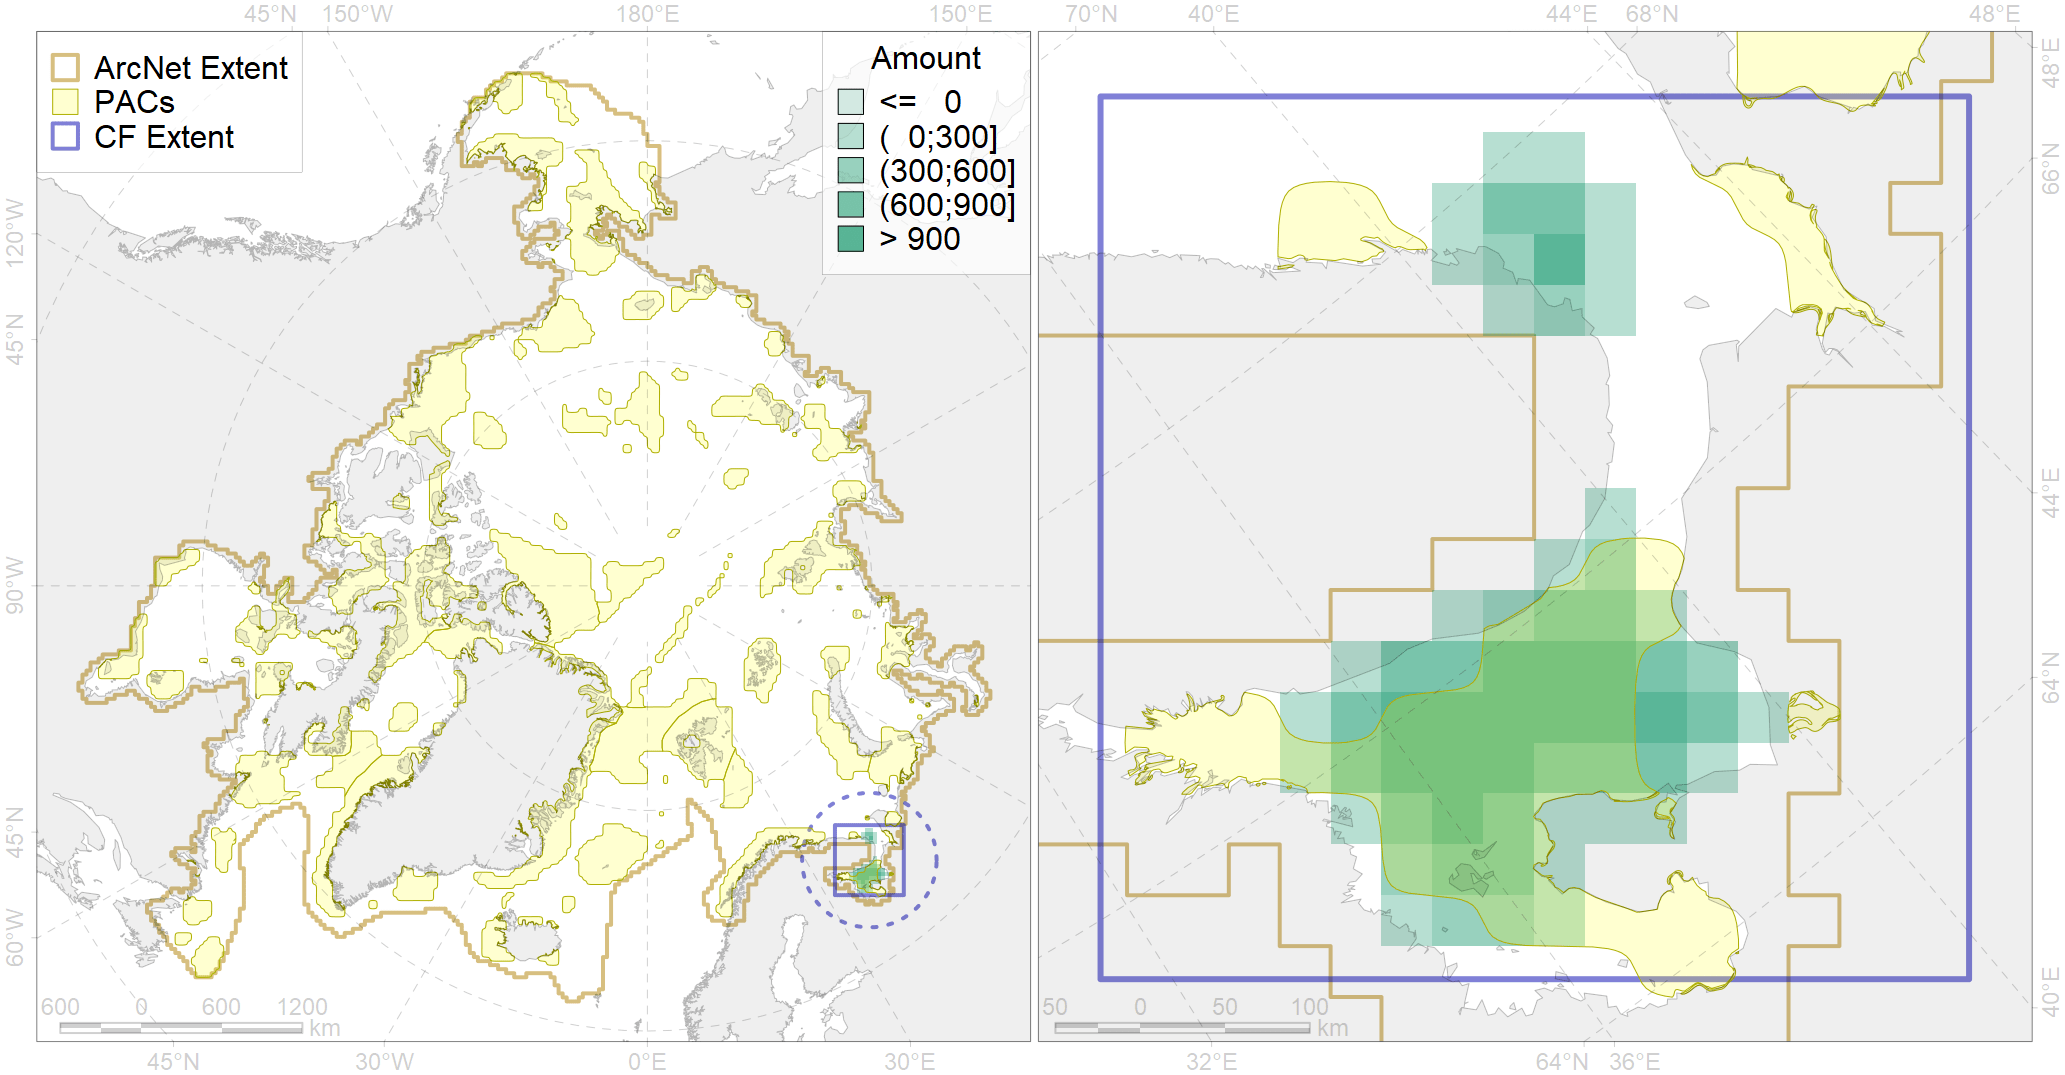 45°N 150°W 180°E 150°E 70°N 40°E 44°E 68°N 48°E
ArcNet Extent
PACs
CF Extent
Amount
<= 0
( 0;300]
(300;600]
(600;900]
> 900
120°W
45°N
90°W
45°N
60°W
48°E
66°N
44°E
64°N
40°E
600 0 600 1200
km
50 0 50 100
km
45°N 30°W 0°E 30°E 32°E 64°N 36°E